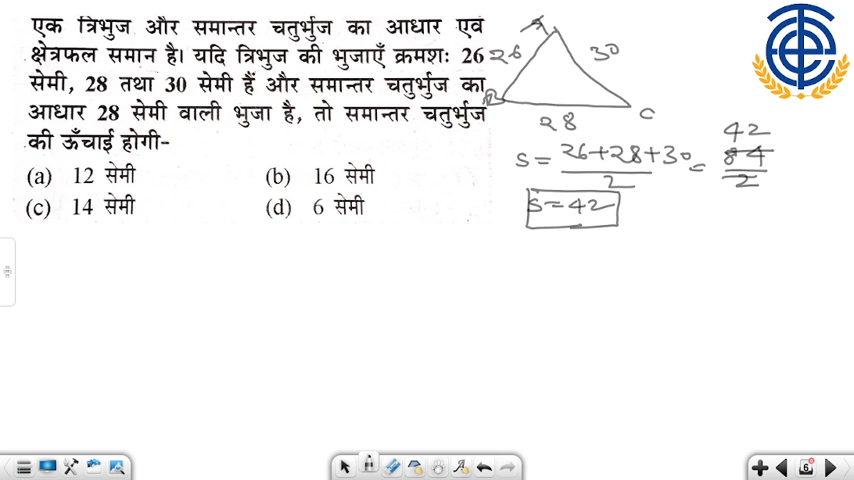 एक त्रिभुज और समान्तर चतुर्भुज का आधार एवं
क्षेत्रफल समान है। यदि त्रिभुज की भुजाएँ क्रमशः 26
सेमी, 28 तथा 30 सेमी हैं और समान्तर चतुर्भुज का
आधार 28 सेमी वाली भुजा है, तो समान्तर चतुर्भुज
की ऊँचाई होगी-
(a) 12 सेमी (b) 16 सेमी
(c) 14 सेमी (d) 6 सेमी
A
26 30
B C
28
S = 26+28+30 / 2 = 84 / 2 42
S = 42
6